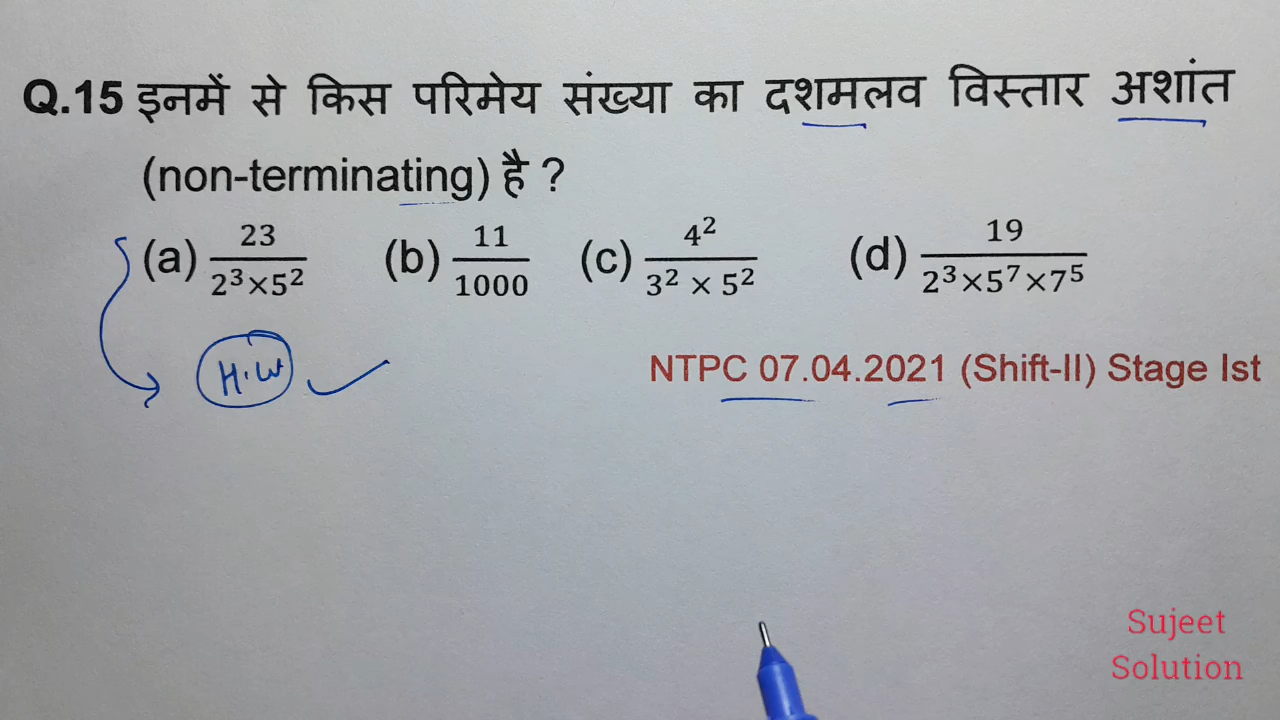 Q.15 इनमें से किस परिमेय संख्या का दशमलव विस्तार अशांत
(non-terminating) है ?
(a) 23/2³×5² (b) 11/1000 (c) 4²/3² × 5² (d) 19/2³×5⁷×7⁵
H.W
NTPC 07.04.2021 (Shift-II) Stage Ist
Sujeet
Solution